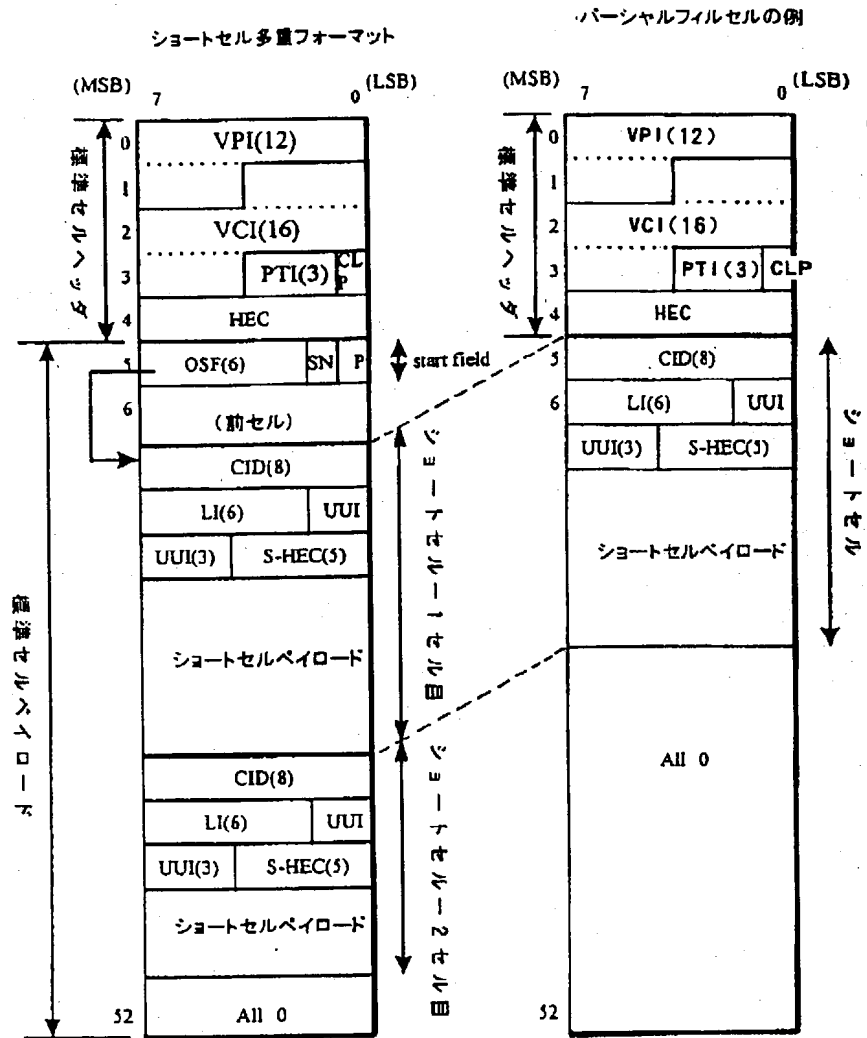 ショートセル多重フォーマット
(MSB) 7 0 (LSB)
標準セルヘッダ
0 VPI(12)
1
2 VCI(16)
3 PTI(3) CLP
4 HEC
標準セルペイロード
5 OSF(6) SN P
start field
6 (前セル)
ショートセルー1セル目
CID(8)
LI(6) UUI
UUI(3) S-HEC(5)
ショートセルペイロード
ショートセルー2セル目
CID(8)
LI(6) UUI
UUI(3) S-HEC(5)
ショートセルペイロード
52 All 0
パーシャルフィルセルの例
(MSB) 7 0 (LSB)
標準セルヘッダ
0 VPI(12)
1
2 VCI(16)
3 PTI(3) CLP
4 HEC
ショートセル
5 CID(8)
6 LI(6) UUI
UUI(3) S-HEC(5)
ショートセルペイロード
All 0
52